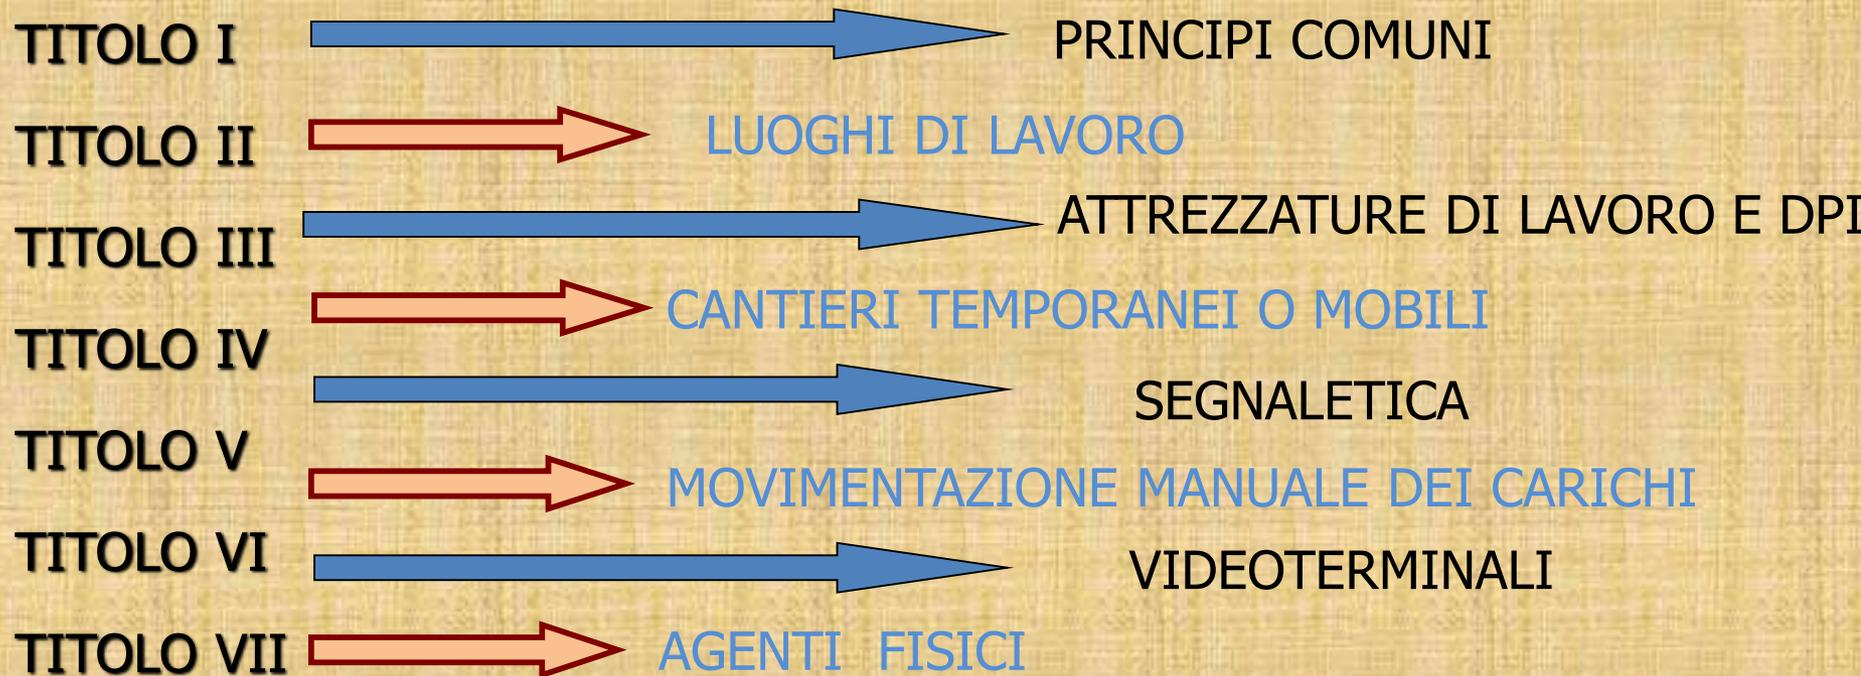 TITOLO I PRINCIPI COMUNI
TITOLO II LUOGHI DI LAVORO
TITOLO III ATTREZZATURE DI LAVORO E DPI
CANTIERI TEMPORANEI O MOBILI
TITOLO IV
SEGNALETICA
TITOLO V
MOVIMENTAZIONE MANUALE DEI CARICHI
TITOLO VI
VIDEOTERMINALI
TITOLO VII AGENTI FISICI